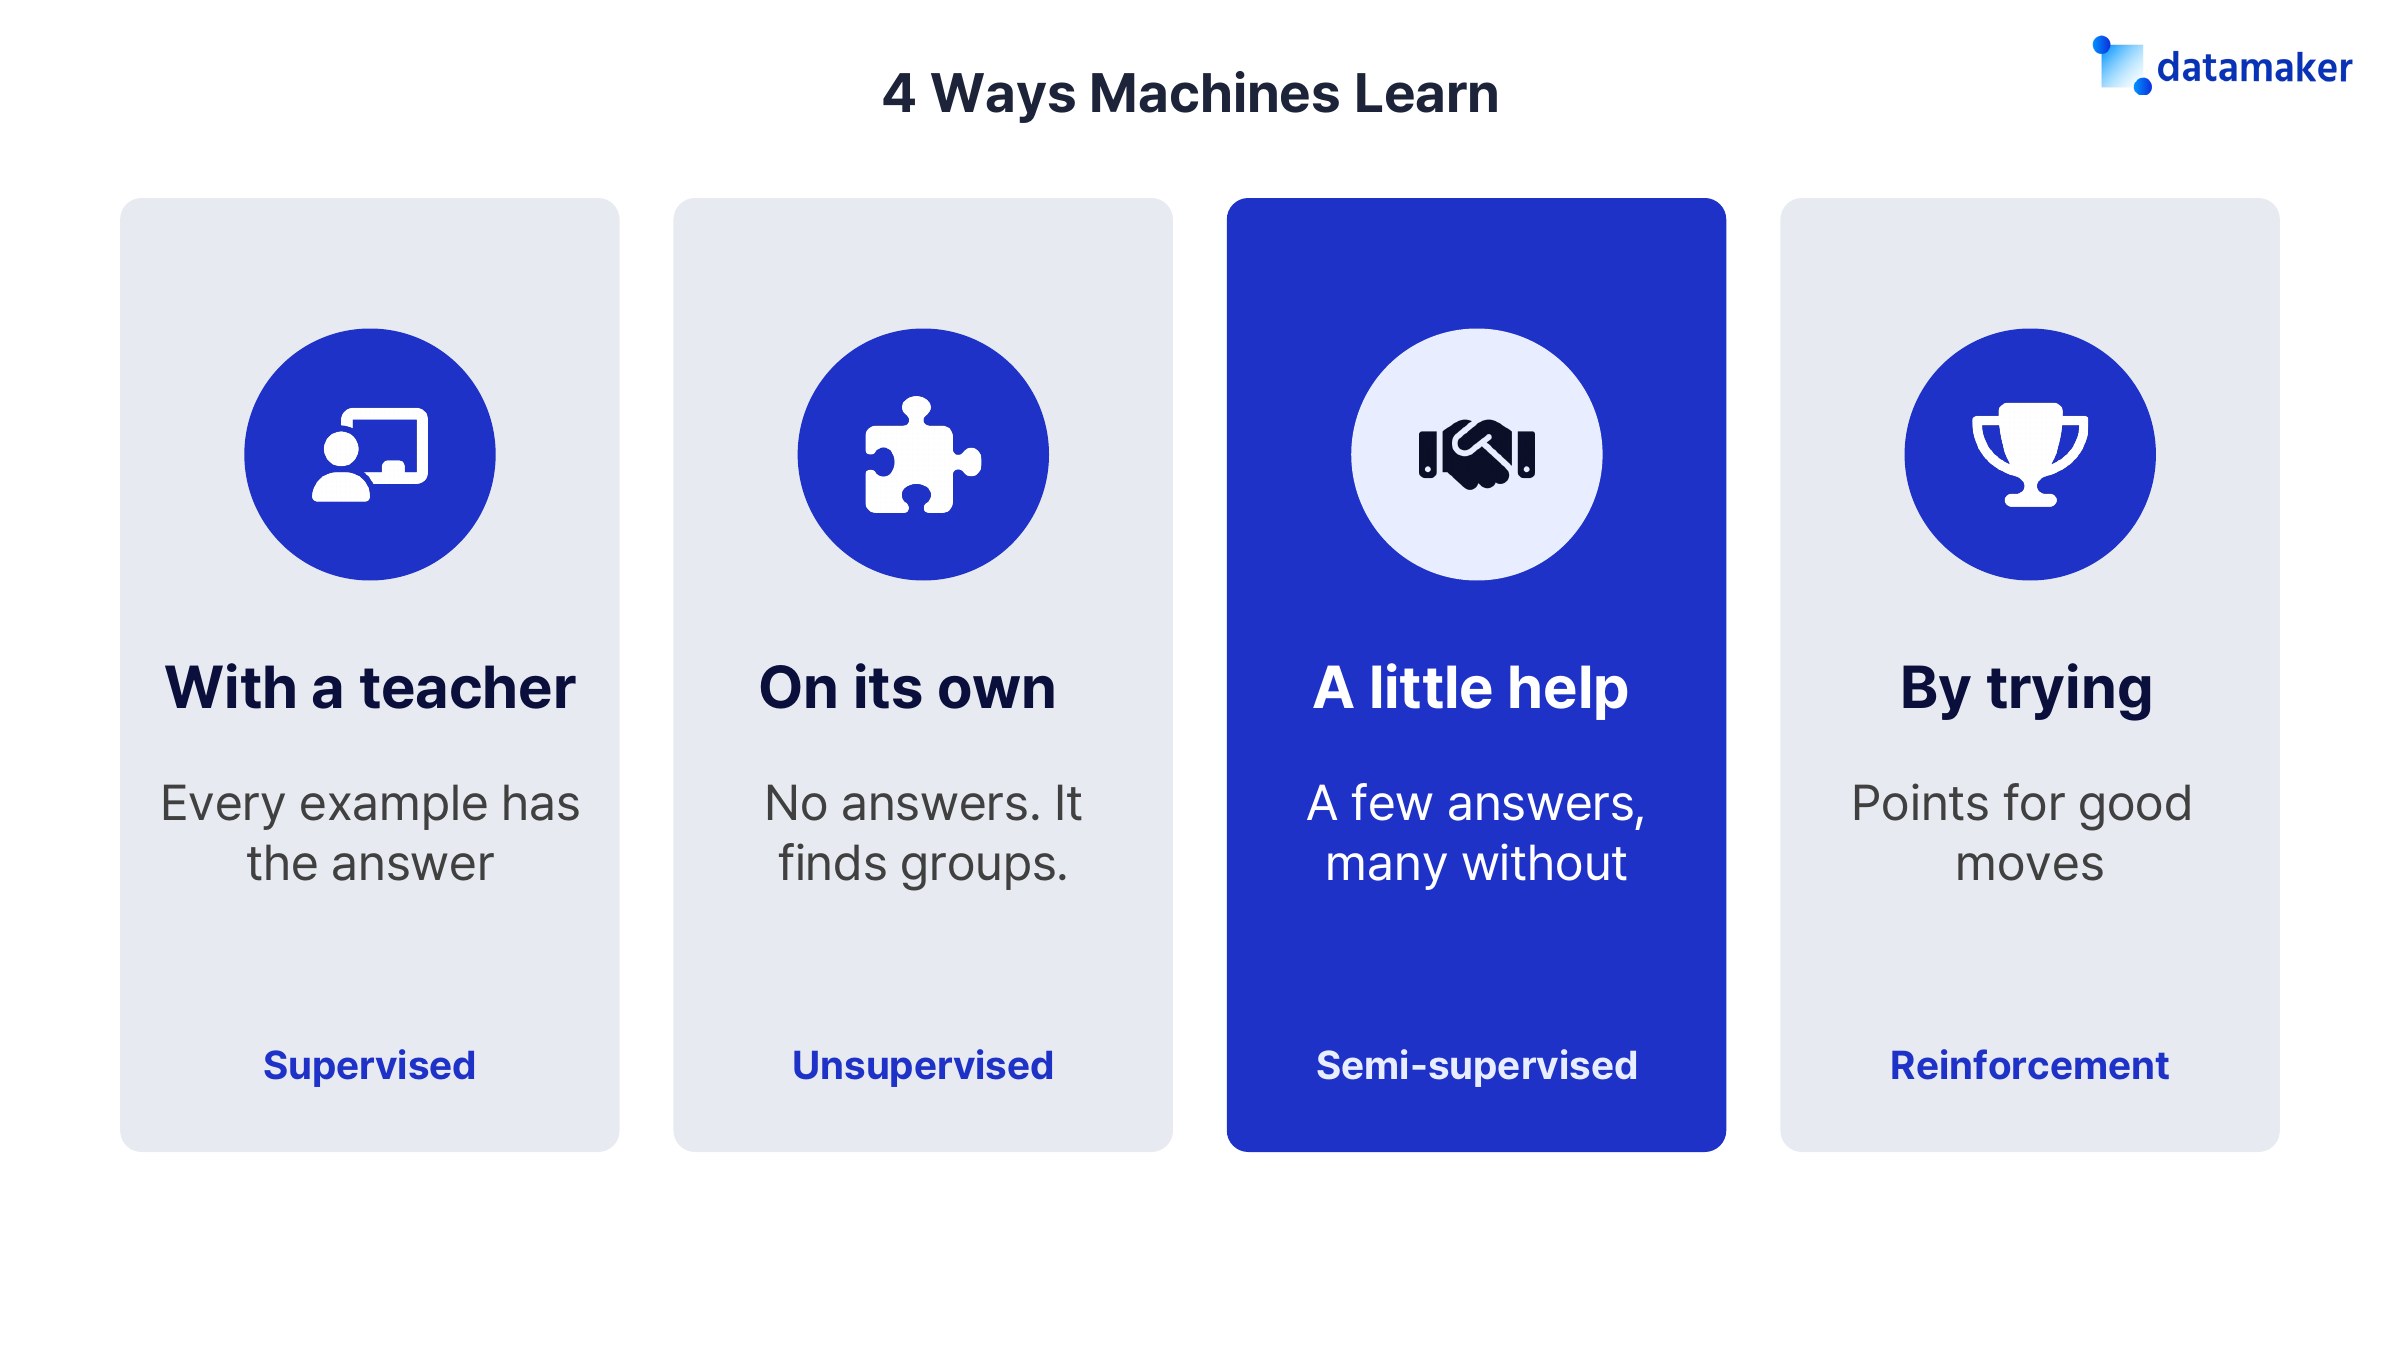 4 Ways Machines Learn
datamaker
With a teacher
Every example has
the answer
Supervised
On its own
No answers. It
finds groups.
Unsupervised
A little help
A few answers,
many without
Semi-supervised
By trying
Points for good
moves
Reinforcement